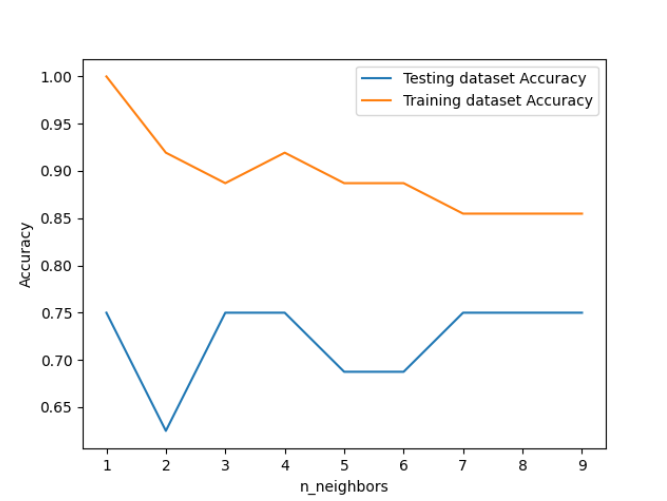 Testing dataset Accuracy
Training dataset Accuracy
1.00
0.95
0.90
0.85
0.80
0.75
0.70
0.65
Accuracy
1 2 3 4 5 6 7 8 9
n_neighbors